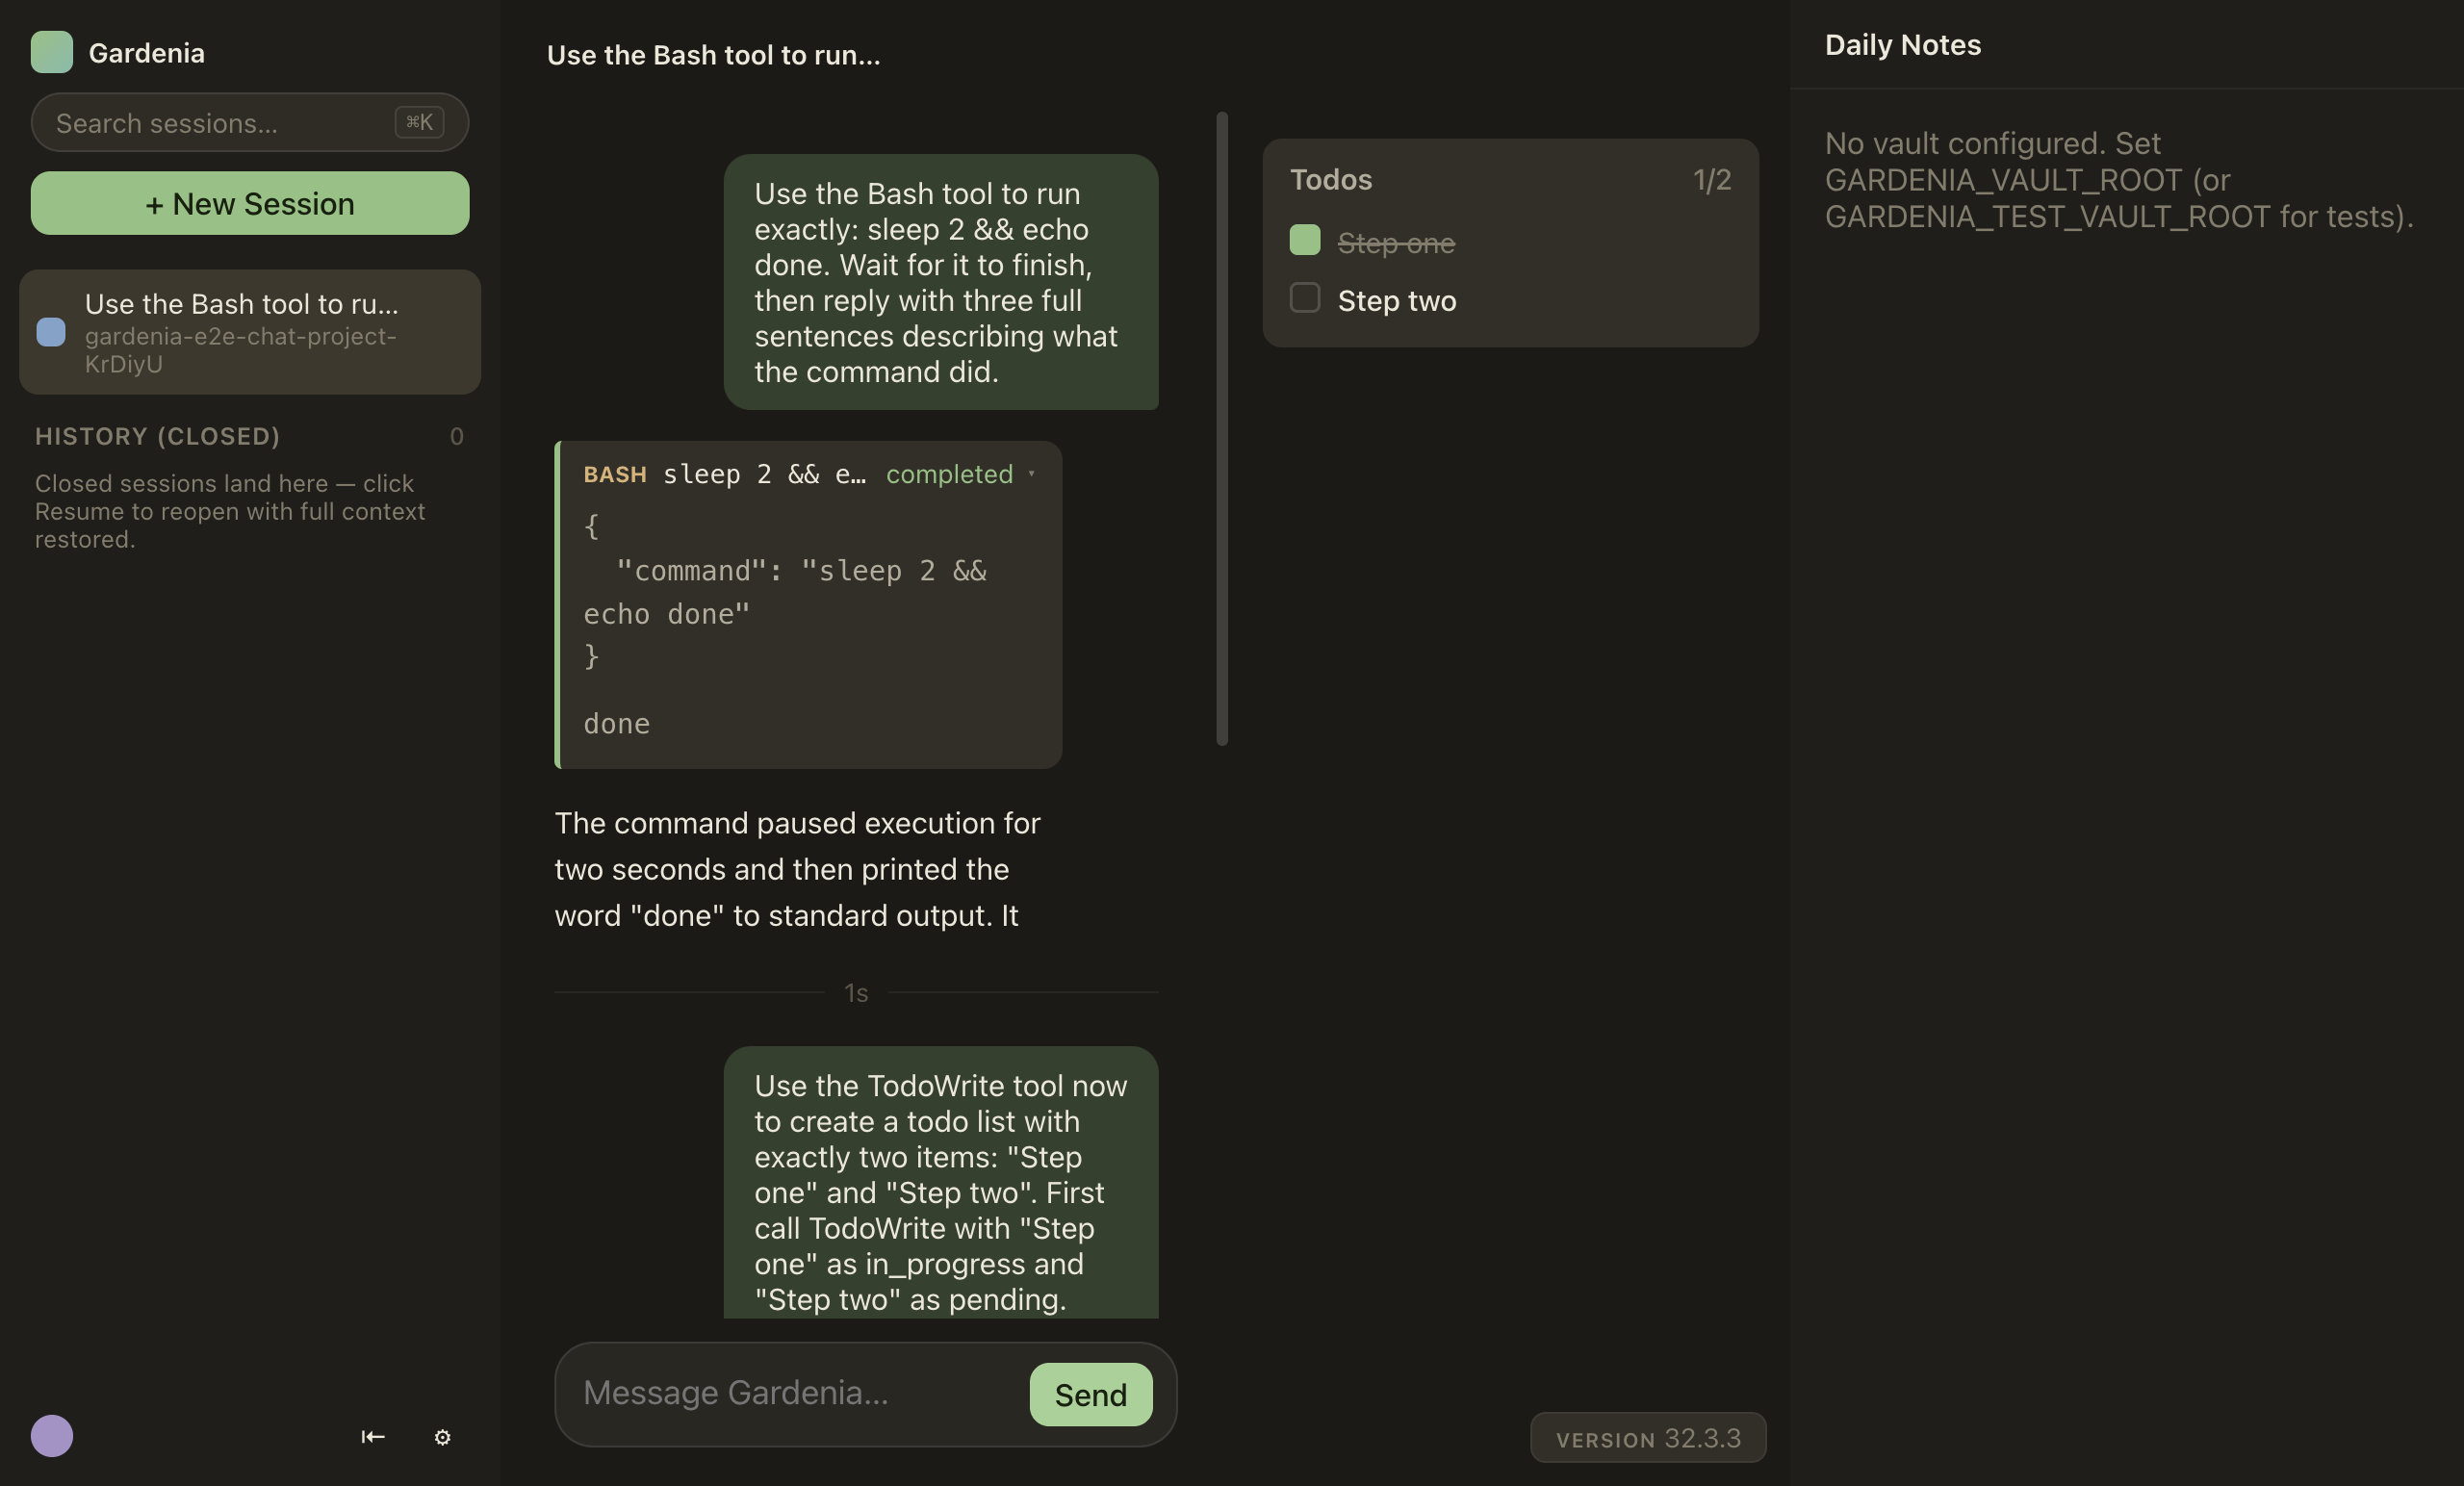 Gardenia
Search sessions...
⌘K
+ New Session
Use the Bash tool to ru...
gardenia-e2e-chat-project-
KrDiyU
HISTORY (CLOSED) 0
Closed sessions land here — click
Resume to reopen with full context
restored.
Use the Bash tool to run...
Use the Bash tool to run
exactly: sleep 2 && echo
done. Wait for it to finish,
then reply with three full
sentences describing what
the command did.
BASH sleep 2 && e… completed
{
"command": "sleep 2 &&
echo done"
}
done
The command paused execution for
two seconds and then printed the
word "done" to standard output. It
1s
Use the TodoWrite tool now
to create a todo list with
exactly two items: "Step
one" and "Step two". First
call TodoWrite with "Step
one" as in_progress and
"Step two" as pending.
Message Gardenia...
Send
Todos 1/2
Step one
Step two
VERSION 32.3.3
Daily Notes
No vault configured. Set
GARDENIA_VAULT_ROOT (or
GARDENIA_TEST_VAULT_ROOT for tests).